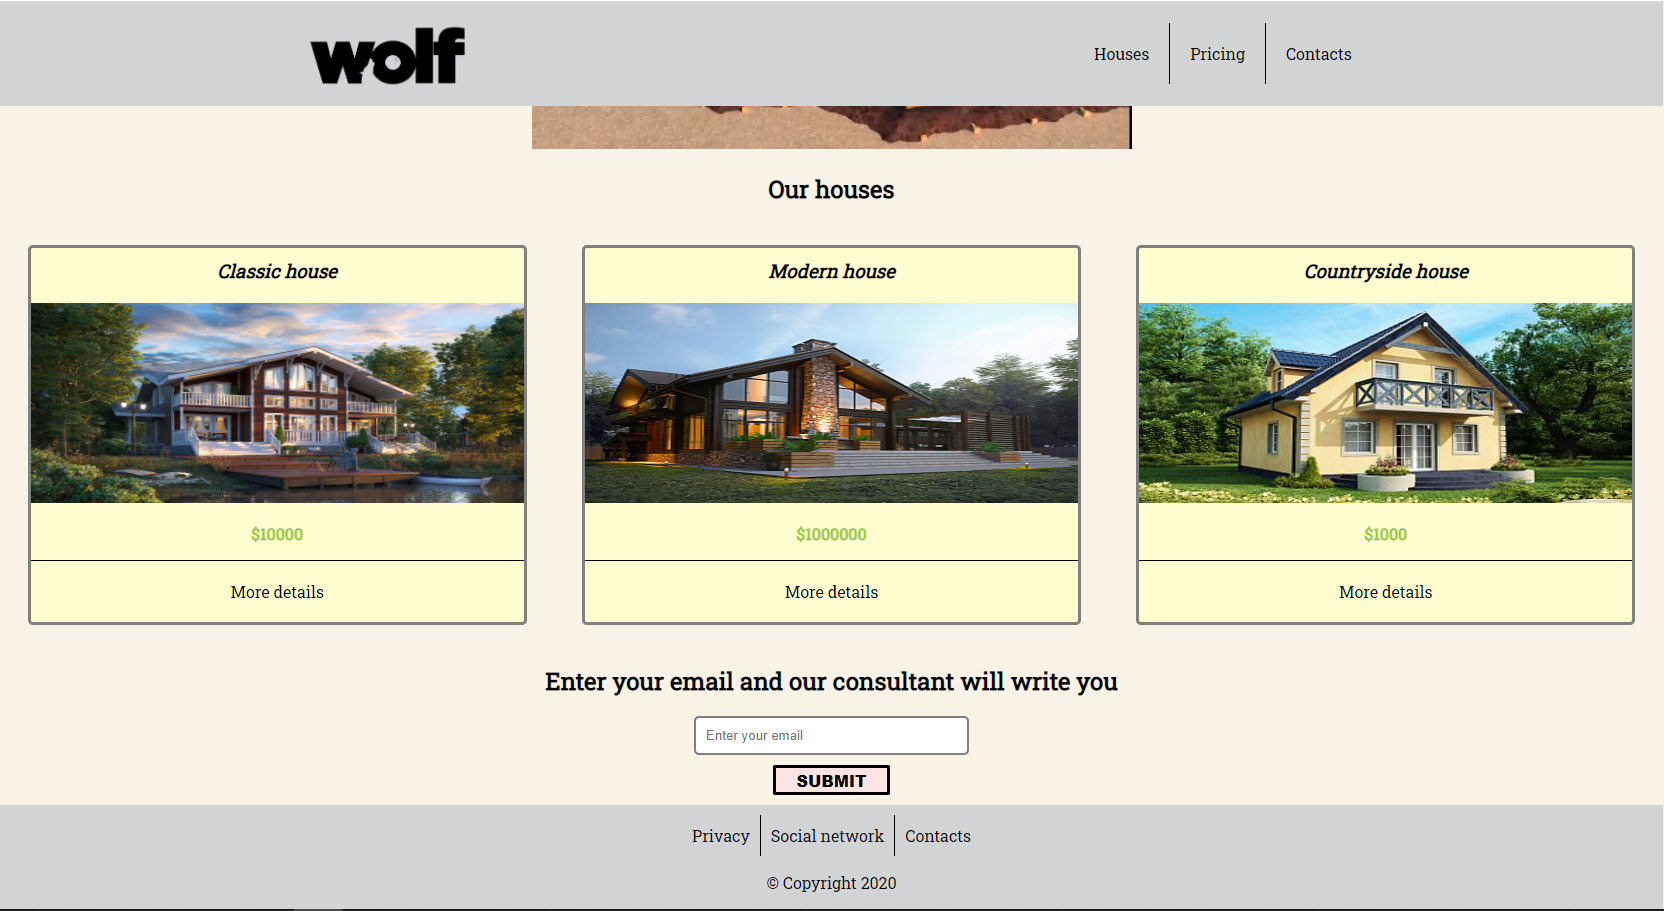 wolf
Houses
Pricing
Contacts
Our houses
Classic house
Modern house
Countryside house
$10000
$1000000
$1000
More details
More details
More details
Enter your email and our consultant will write you
Enter your email
SUBMIT
Privacy
Social network
Contacts
© Copyright 2020